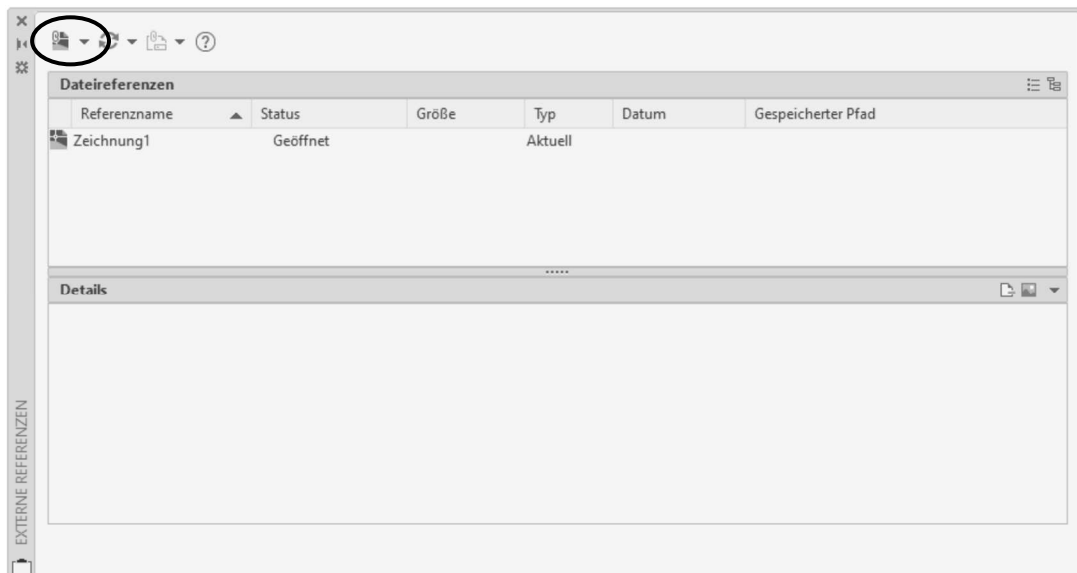 Dateireferenzen
Referenzname Status Größe Typ Datum Gespeicherter Pfad
Zeichnung1 Geöffnet Aktuell
Details
EXTERNE REFERENZEN